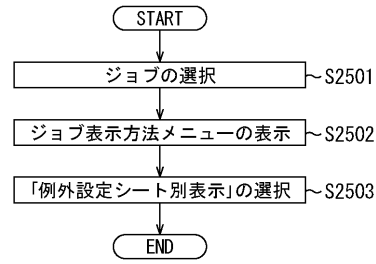 START
ジョブの選択 S2501
ジョブ表示方法メニューの表示 S2502
「例外設定シート別表示」の選択 S2503
END